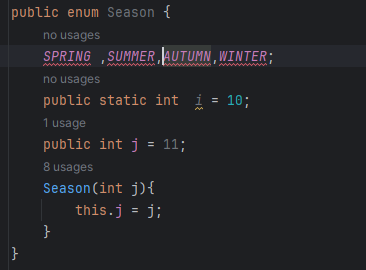 public enum Season {
no usages
SPRING ,SUMMER,AUTUMN,WINTER;
no usages
public static int  i = 10;
1 usage
public int j = 11;
8 usages
Season(int j){
this.j = j;
}
}